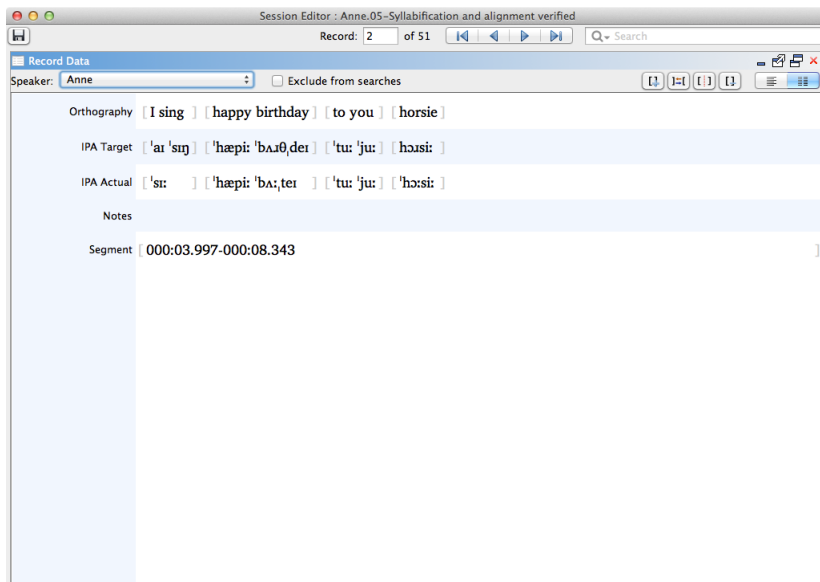 Session Editor : Anne.05-Syllabification and alignment verified
Record: 2 of 51 Search
Record Data
Speaker: Anne Exclude from searches
Orthography [ I sing ] [ happy birthday ] [ to you ] [ horsie ]
IPA Target [ ˈaɪ ˈsɪŋ ] [ ˈhæpiː ˈbʌɹθˌdeɪ ] [ ˈtuː ˈjuː ] [ hɔɹsiː ]
IPA Actual [ ˈsɪː ] [ ˈhæpiː ˈbʌːˌteɪ ] [ ˈtuː ˈjuː ] [ ˈhɔːsiː ]
Notes
Segment [ 000:03.997-000:08.343 ]